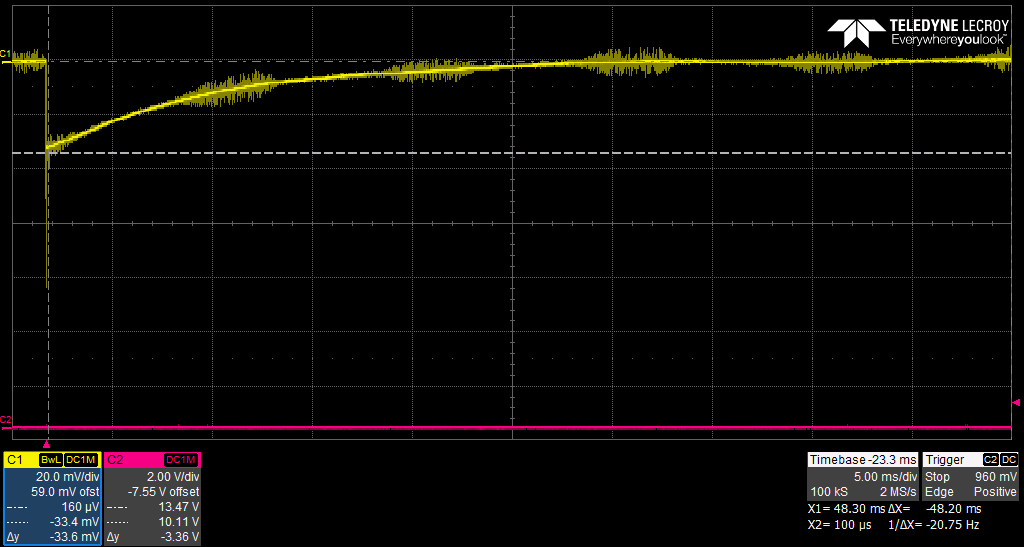 TELEDYNE LECROY
Everywhereyoulook™
C1
C2
C1 BwL DC1M
20.0 mV/div
59.0 mV ofst
160 µV
-33.4 mV
Δy -33.6 mV
C2 DC1M
2.00 V/div
-7.55 V offset
13.47 V
10.11 V
Δy -3.36 V
Timebase -23.3 ms
5.00 ms/div
100 kS 2 MS/s
Trigger C2 DC
Stop 960 mV
Edge Positive
X1= 48.30 ms ΔX= -48.20 ms
X2= 100 µs 1/ΔX= -20.75 Hz